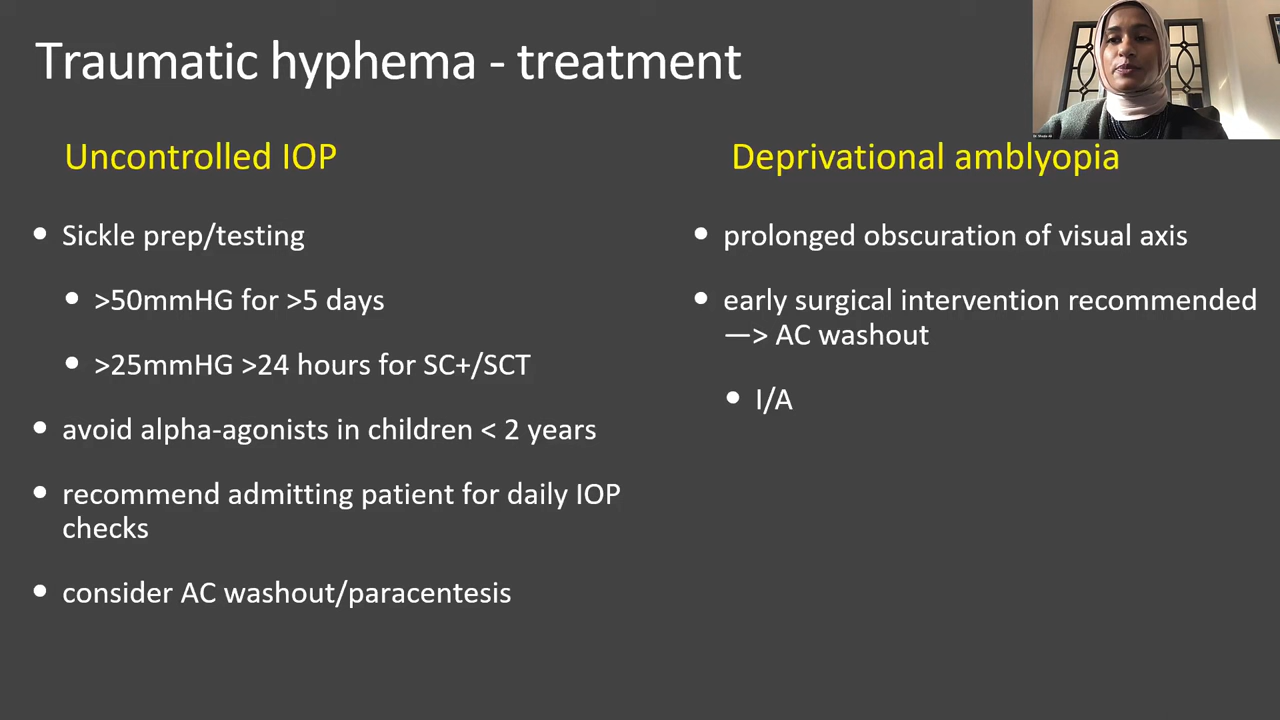 Traumatic hyphema - treatment
Uncontrolled IOP
• Sickle prep/testing
• >50mmHG for >5 days
• >25mmHG >24 hours for SC+/SCT
• avoid alpha-agonists in children < 2 years
• recommend admitting patient for daily IOP
checks
• consider AC washout/paracentesis
Deprivational amblyopia
• prolonged obscuration of visual axis
• early surgical intervention recommended
—> AC washout
• I/A